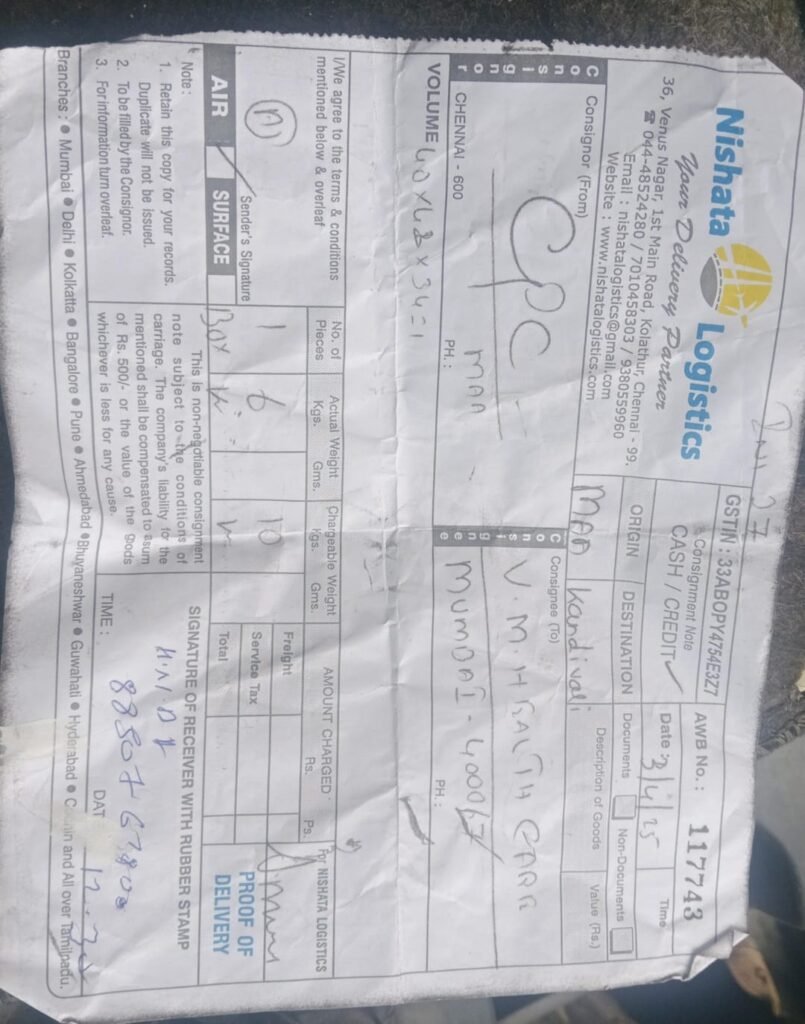 Nishata Logistics
Your Delivery Partner
36, Venus Nagar, 1st Main Road, Kolathur, Chennai - 99.
☎ 044-48524280 / 7010458303 / 9380559960
Email : nishatalogistics@gmail.com
Website : www.nishatalogistics.com
GSTIN : 33ABOPY4754E3Z7
Consignment Note
CASH / CREDIT ✓
AWB No. : 117743
Date : 3/4/25
Time
ORIGIN
DESTINATION
Documents
Non-Documents
MAA
Kandivali
Description of Goods
Value (Rs.)
Consignor
Consignor (From)
CPC
MAA
CHENNAI - 600
PH. :
Consignee
Consignee (To)
V. M. HEALTH CARE
MUMBAI - 400067
PH. :
VOLUME
I/We agree to the terms & conditions
mentioned below & overleaf
Sender's Signature
AIR
SURFACE
No. of
Pieces
Actual Weight
Kgs. Gms.
Chargeable Weight
Kgs. Gms.
1
Box
6
10
AMOUNT CHARGED
Rs. Ps.
Freight
Service Tax
Total
For NISHATA LOGISTICS
PROOF OF
DELIVERY
Note :
1. Retain this copy for your records.
Duplicate will not be issued.
2. To be filled by the Consignor.
3. For information turn overleaf.
This is non-negotiable consignment
note subject to the conditions of
carriage. The company's liability for the
mentioned shall be compensated to a sum
of Rs. 500/- or the value of the goods
whichever is less for any cause.
SIGNATURE OF RECEIVER WITH RUBBER STAMP
TIME :
DAT
Branches : ● Mumbai ● Delhi ● Kolkatta ● Bangalore ● Pune ● Ahmedabad ● Bhuyaneshwar ● Guwahati ● Hyderabad ● Cochin and All over Tamilnadu.